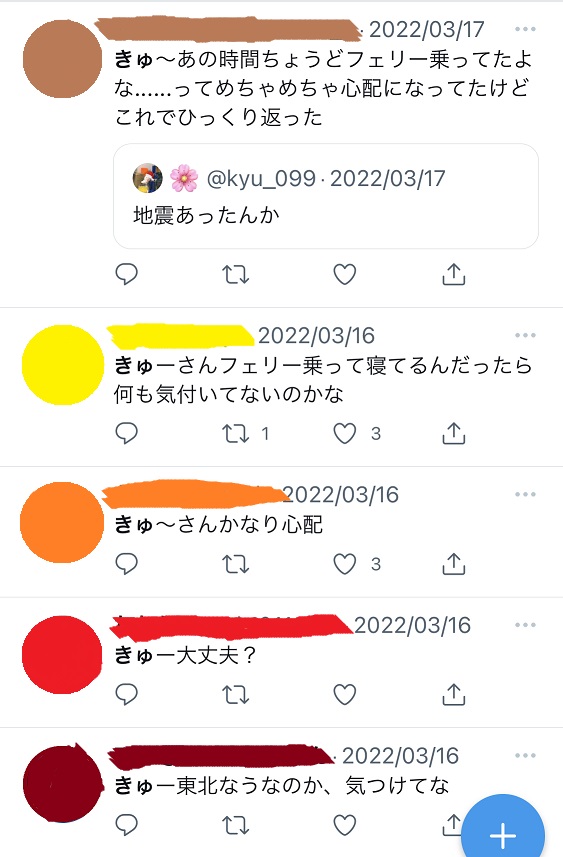 2022/03/17
きゅ〜あの時間ちょうどフェリー乗ってたよ
な......ってめちゃめちゃ心配になってたけど
これでひっくり返った
🌸 @kyu_099 · 2022/03/17
地震あったんか
2022/03/16
きゅーさんフェリー乗って寝てるんだったら
何も気付いてないのかな
1 3
2022/03/16
きゅ〜さんかなり心配
3
2022/03/16
きゅー大丈夫？
· 2022/03/16
きゅー東北なうなのか、気つけてな